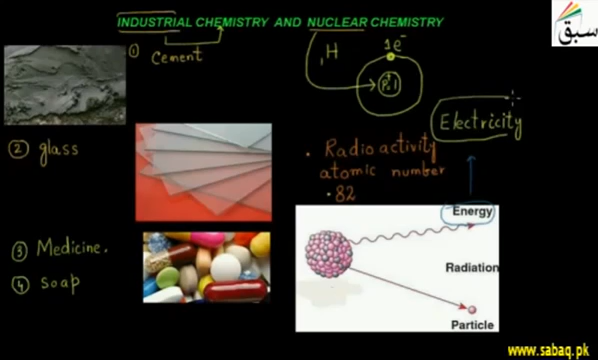 INDUSTRIAL CHEMISTRY AND NUCLEAR CHEMISTRY
سبق
① Cement
1H
1e⁻
P⁺ 1
Electricity
② glass
• Radio activity
atomic number
• 82
③ Medicine.
④ soap
Energy
Radiation
Particle
www.sabaq.pk